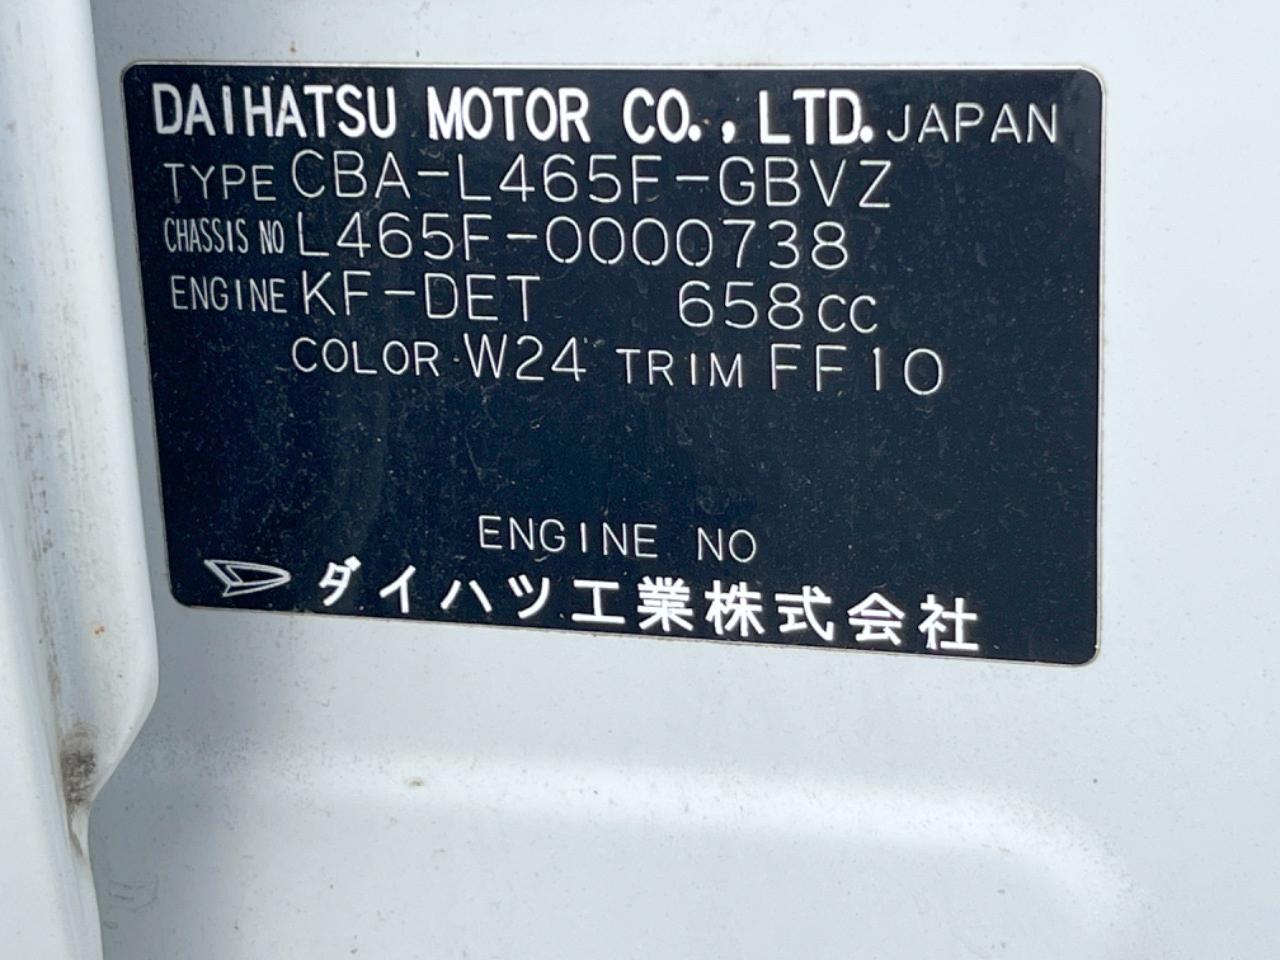 DAIHATSU MOTOR CO., LTD. JAPAN
TYPE CBA-L465F-GBVZ
CHASSIS NO L465F-0000738
ENGINE KF-DET 658CC
COLOR W24 TRIM FF10
ENGINE NO
ダイハツ工業株式会社